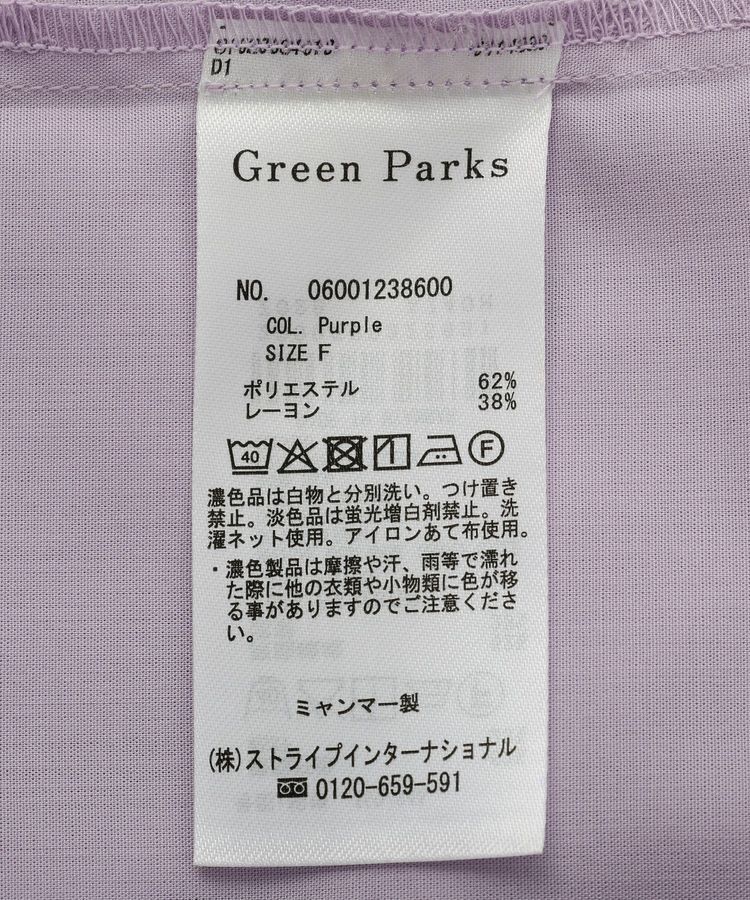 D1
Green Parks
NO. 06001238600
COL. Purple
SIZE F
ポリエステル 62%
レーヨン 38%
40 F
濃色品は白物と分別洗い。つけ置き
禁止。淡色品は蛍光増白剤禁止。洗
濯ネット使用。アイロンあて布使用。
・濃色製品は摩擦や汗、雨等で濡れ
た際に他の衣類や小物類に色が移
る事がありますのでご注意くださ
い。
ミャンマー製
(株)ストライプインターナショナル
0120-659-591